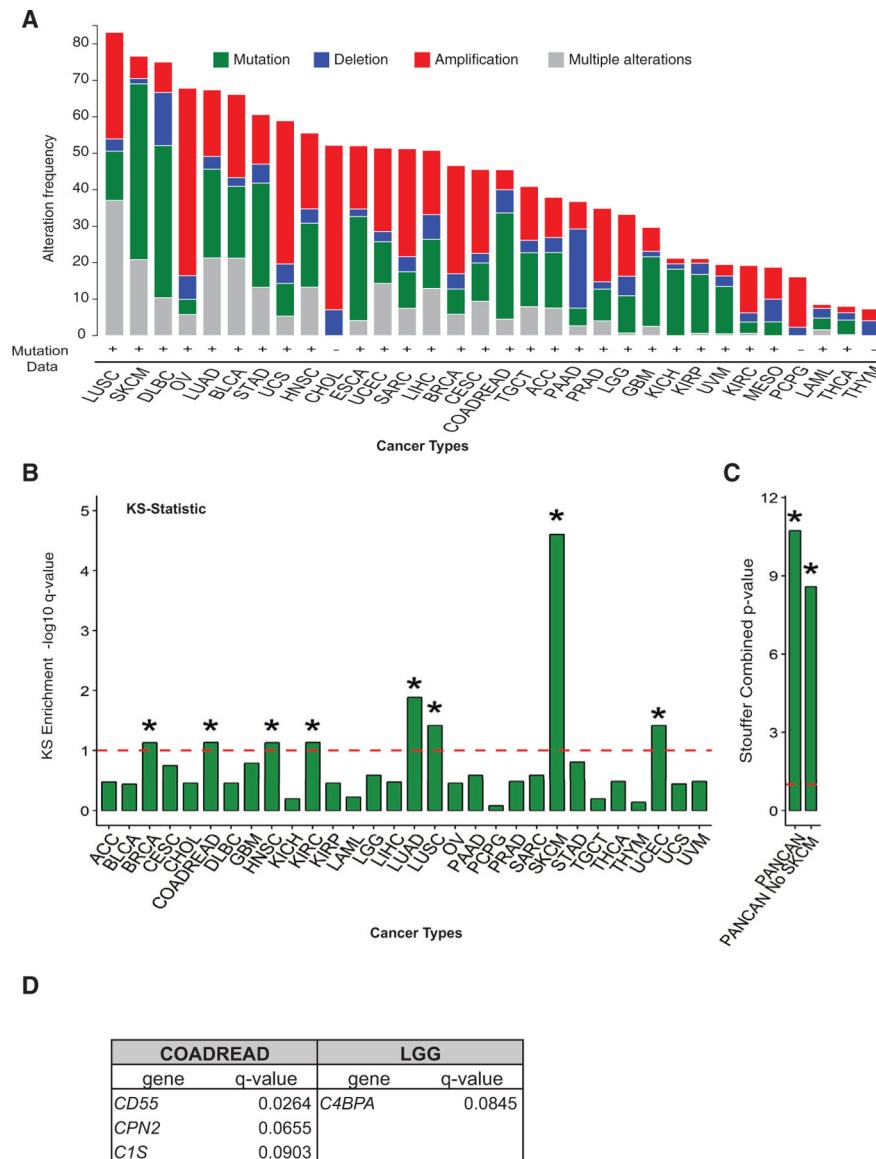 A
Mutation Deletion Amplification Multiple alterations
Alteration frequency
80
70
60
50
40
30
20
10
0
Mutation Data + + + + + + + + + - + + + + + + + + + + + + + + + + + + - + + -
LUSC SKCM DLBC OV LUAD BLCA STAD UCS HNSC CHOL ESCA UCEC SARC LIHC BRCA CESC COADREAD TGCT ACC PAAD PRAD LGG GBM KICH KIRP UVM KIRC MESO PCPG LAML THCA THYM
Cancer Types
B
KS-Statistic
KS Enrichment -log10 q-value
5
4
3
2
1
0
* * * * * * * *
ACC BLCA BRCA CESC CHOL COADREAD DLBC GBM HNSC KICH KIRC KIRP LAML LGG LIHC LUAD LUSC OV PAAD PCPG PRAD SARC SKCM STAD TGCT THCA THYM UCEC UCS UVM
Cancer Types
C
Stouffer Combined p-value
12
9
6
3
0
* *
PANCAN
PANCAN No SKCM
D
COADREAD LGG
gene q-value gene q-value
CD55 0.0264 C4BPA 0.0845
CPN2 0.0655
C1S 0.0903